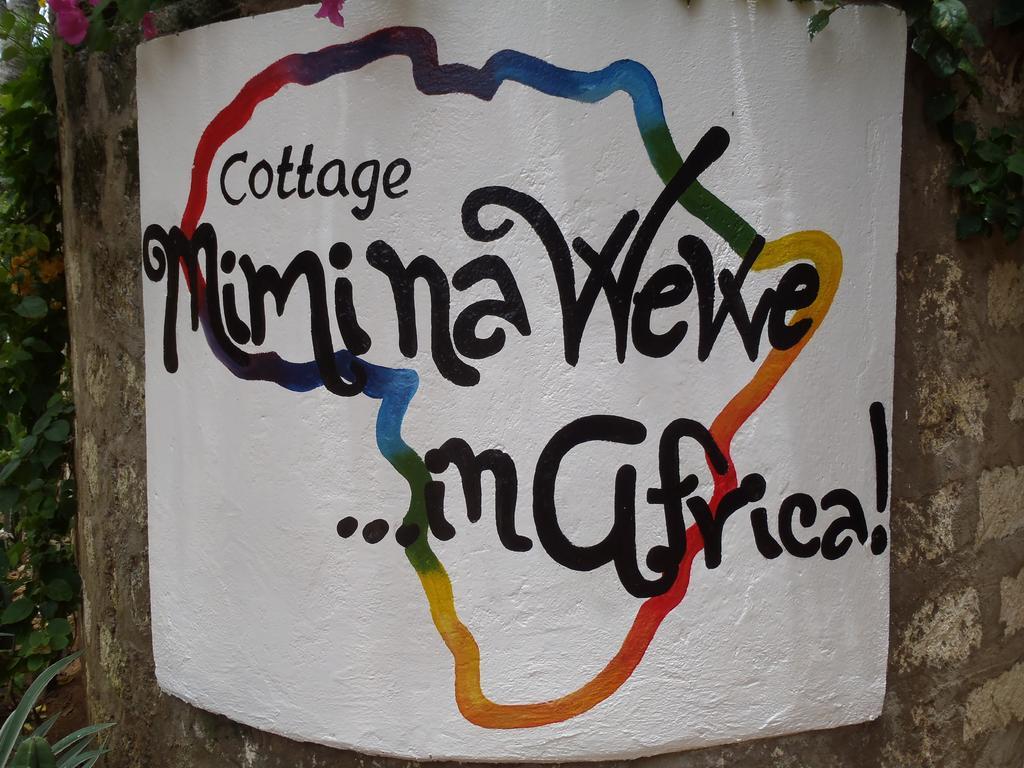 Cottage
Mimi na Wewe
...in Africa!